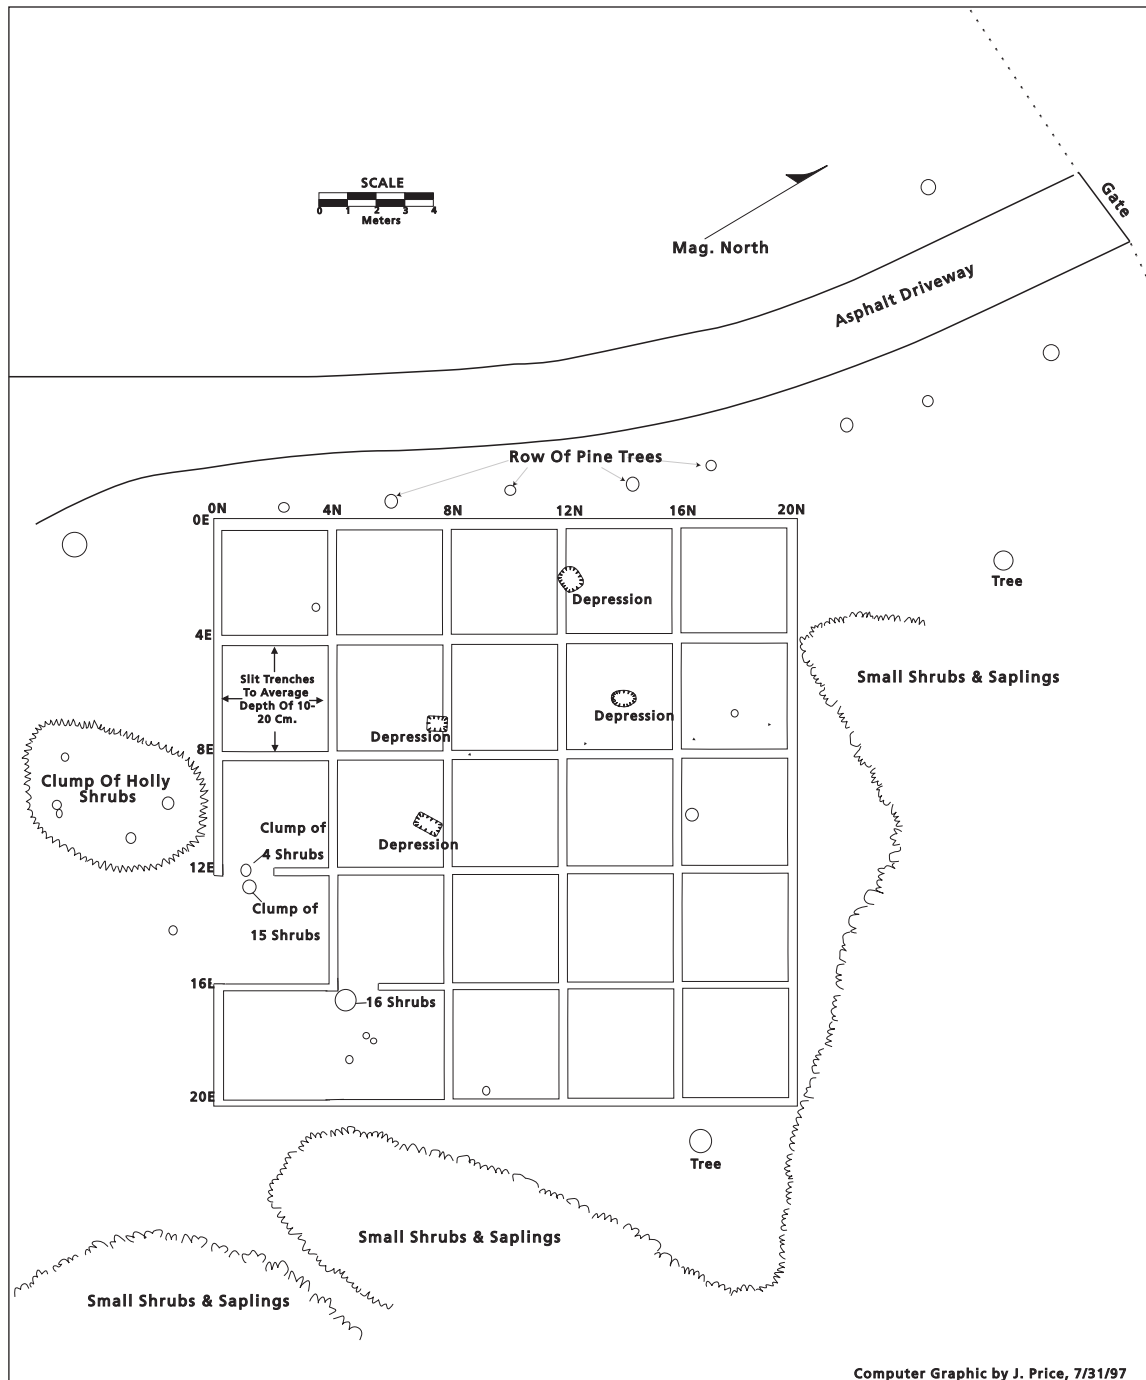 SCALE
0 1 2 3 4
Meters
Gate
Mag. North
Asphalt Driveway
Row Of Pine Trees
0N 4N 8N 12N 16N 20N
0E
Tree
Depression
4E
Small Shrubs & Saplings
Slit Trenches
To Average
Depth Of 10-
20 Cm.
Depression
Depression
8E
Clump Of Holly
Shrubs
Clump of
4 Shrubs
Depression
12E
Clump of
15 Shrubs
16E
16 Shrubs
20E
Tree
Small Shrubs & Saplings
Small Shrubs & Saplings
Computer Graphic by J. Price, 7/31/97